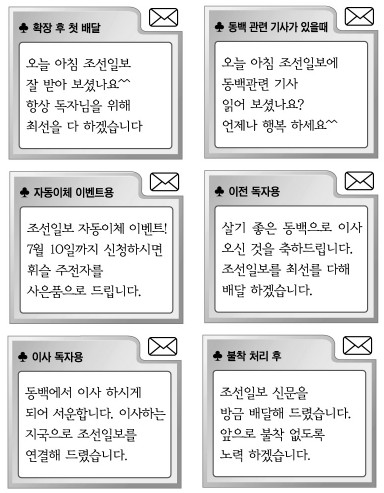 ♣ 확장 후 첫 배달
오늘 아침 조선일보
잘 받아 보셨나요^^
항상 독자님을 위해
최선을 다 하겠습니다
♣ 동백 관련 기사가 있을때
오늘 아침 조선일보에
동백관련 기사
읽어 보셨나요?
언제나 행복 하세요^^
♣ 자동이체 이벤트용
조선일보 자동이체 이벤트!
7월 10일까지 신청하시면
휘슬 주전자를
사은품으로 드립니다.
♣ 이전 독자용
살기 좋은 동백으로 이사
오신 것을 축하드립니다.
조선일보를 최선를 다해
배달 하겠습니다.
♣ 이사 독자용
동백에서 이사 하시게
되어 서운합니다. 이사하는
지국으로 조선일보를
연결해 드렸습니다.
♣ 불착 처리 후
조선일보 신문을
방금 배달해 드렸습니다.
앞으로 불착 없도록
노력 하겠습니다.